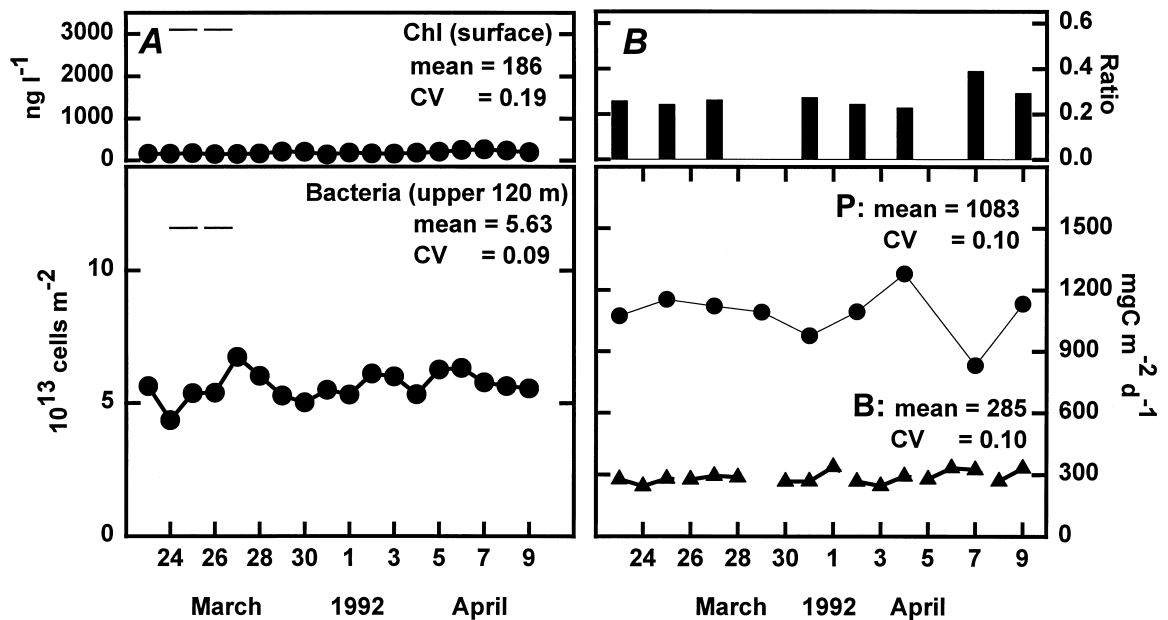 A
Chl (surface)
mean = 186
CV = 0.19
3000
2000
1000
0
ng l-1
Bacteria (upper 120 m)
mean = 5.63
CV = 0.09
10
5
0
10^13 cells m-2
24 26 28 30 1 3 5 7 9
March 1992 April
B
0.6
0.4
0.2
0.0
Ratio
P: mean = 1083
CV = 0.10
1500
1200
900
600
300
0
mgC m-2 d-1
B: mean = 285
CV = 0.10
24 26 28 30 1 3 5 7 9
March 1992 April